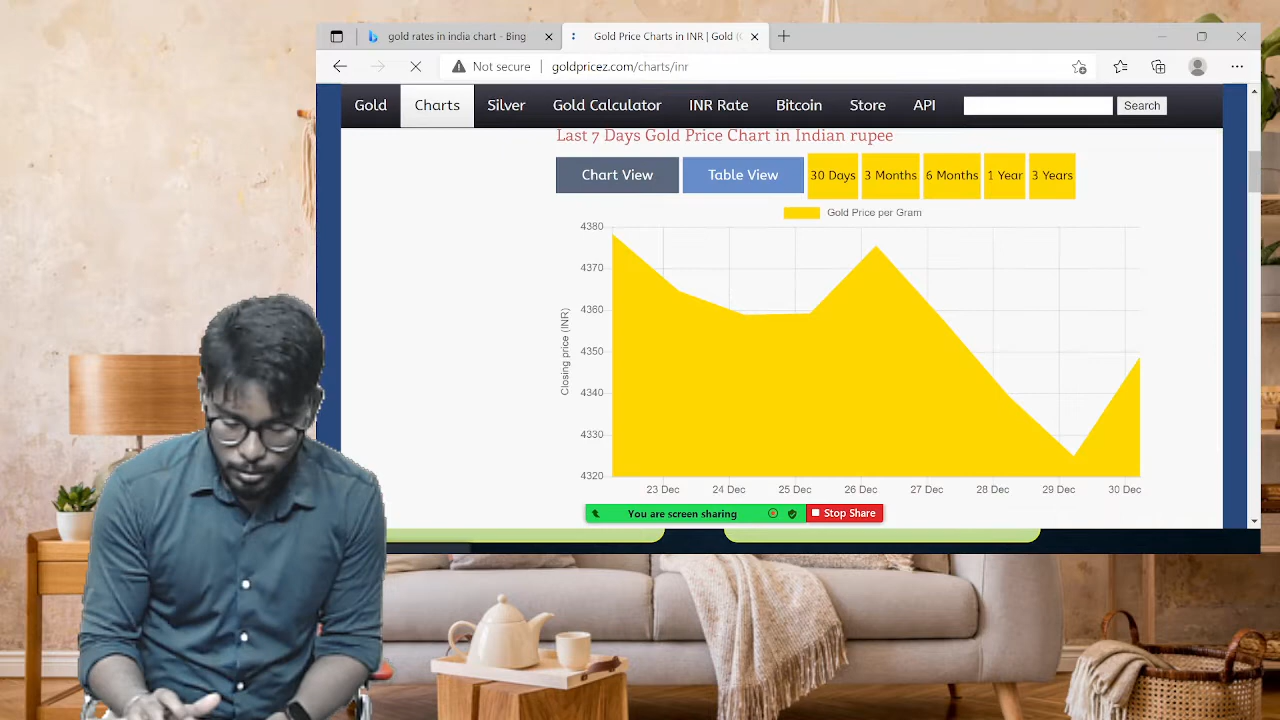 gold rates in india chart - Bing
Gold Price Charts in INR | Gold (
Not secure
goldpricez.com/charts/inr
Gold Charts Silver Gold Calculator INR Rate Bitcoin Store API Search
Last 7 Days Gold Price Chart in Indian rupee
Chart View Table View 30 Days 3 Months 6 Months 1 Year 3 Years
Gold Price per Gram
4380
4370
4360
4350
4340
4330
4320
Closing price (INR)
23 Dec 24 Dec 25 Dec 26 Dec 27 Dec 28 Dec 29 Dec 30 Dec
You are screen sharing Stop Share